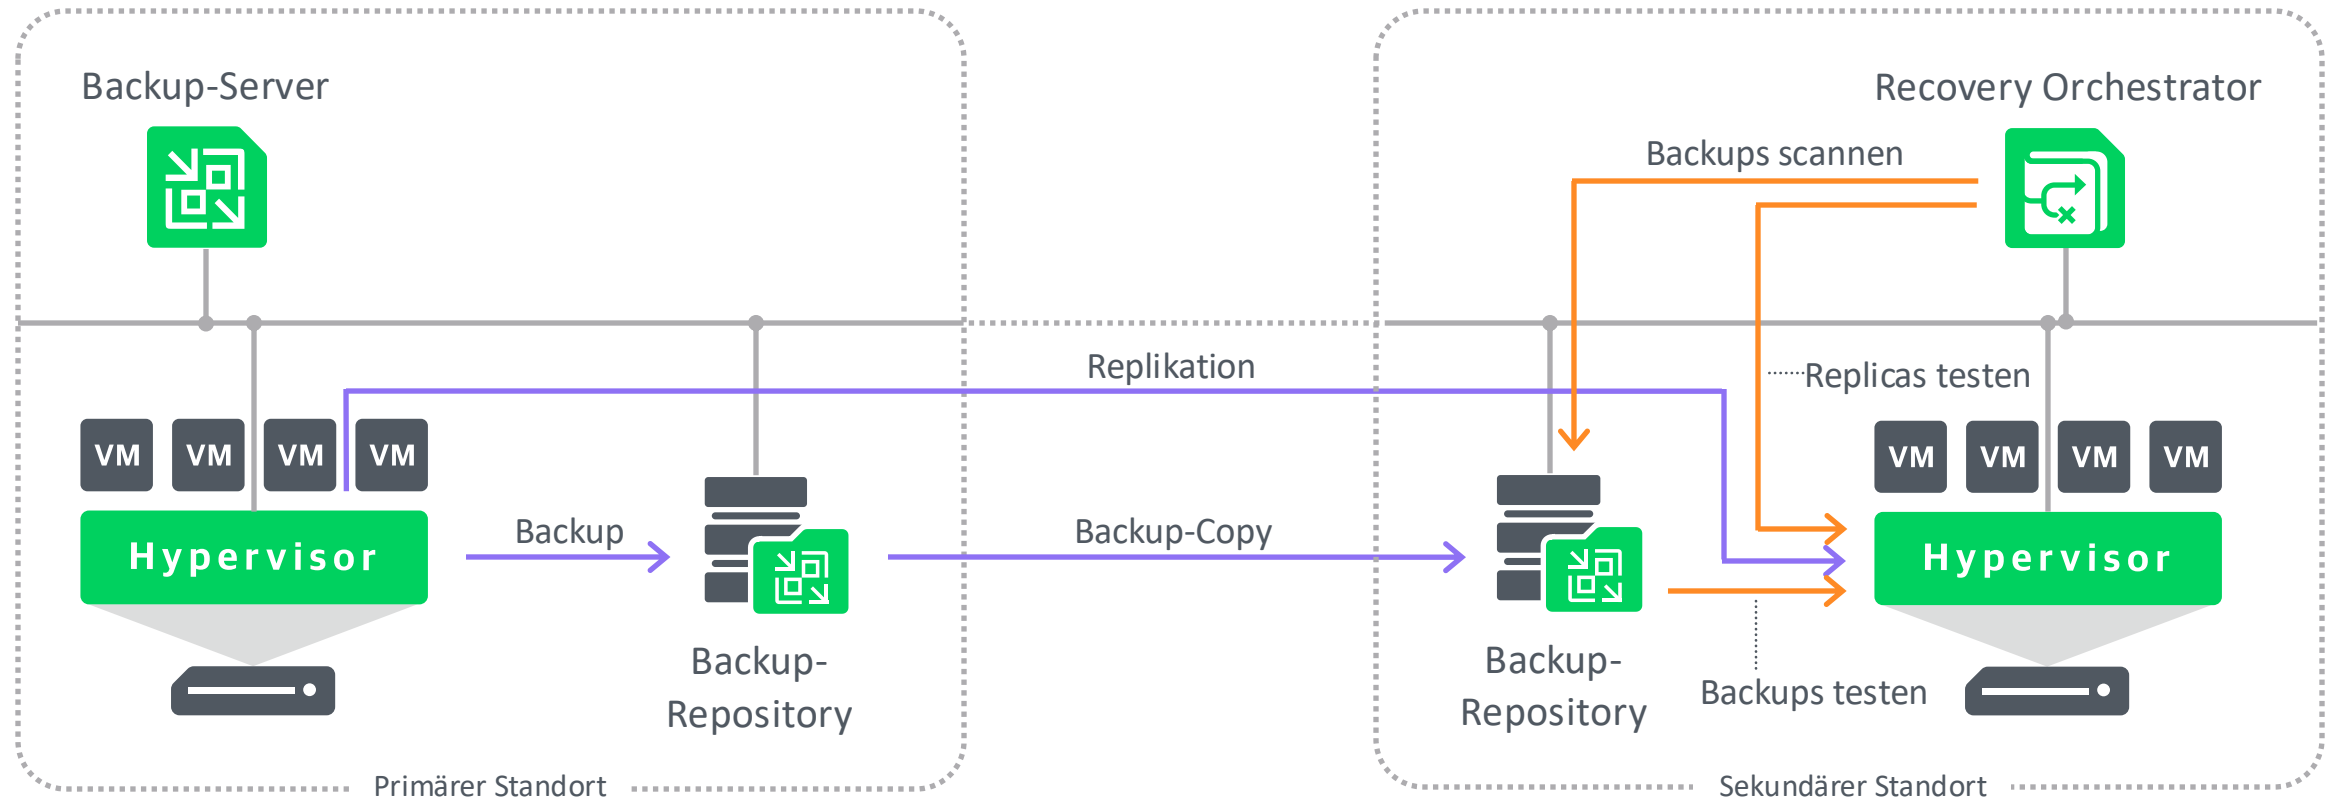 Backup-Server
Recovery Orchestrator
Backups scannen
Replikation
Replicas testen
VM VM VM VM
VM VM VM VM
Backup
Backup-Copy
Hypervisor
Hypervisor
Backup-
Repository
Backup-
Repository
Backups testen
Primärer Standort
Sekundärer Standort